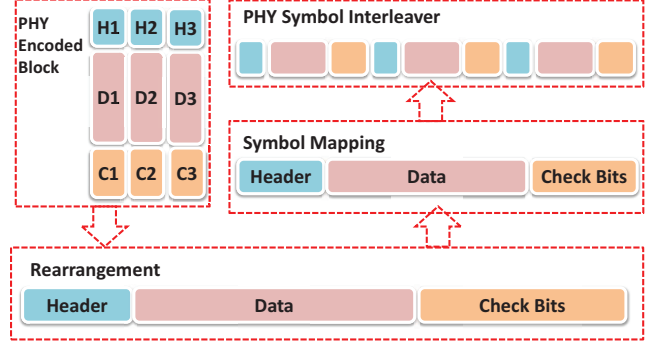 PHY
Encoded
Block
H1 H2 H3
D1 D2 D3
C1 C2 C3
PHY Symbol Interleaver
Symbol Mapping
Header Data Check Bits
Rearrangement
Header Data Check Bits